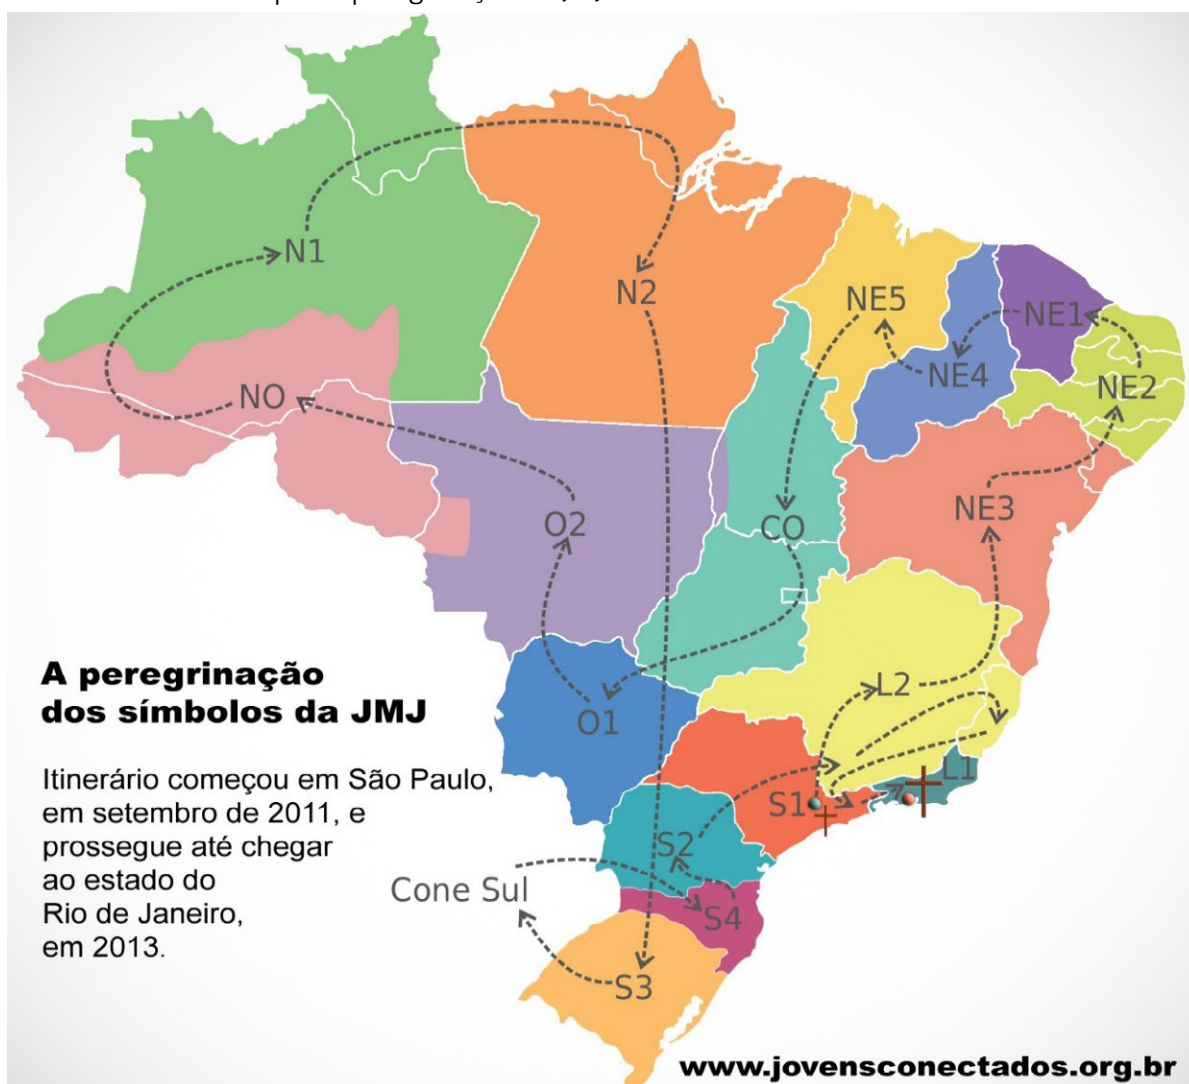 N1
N2
NE5
NE1
NO
NE4
NE2
O2
CO
NE3
A peregrinação
dos símbolos da JMJ
L2
O1
Itinerário começou em São Paulo,
em setembro de 2011, e
prossegue até chegar
ao estado do
Rio de Janeiro,
em 2013.
L1
S1
S2
Cone Sul
S4
S3
www.jovensconectados.org.br